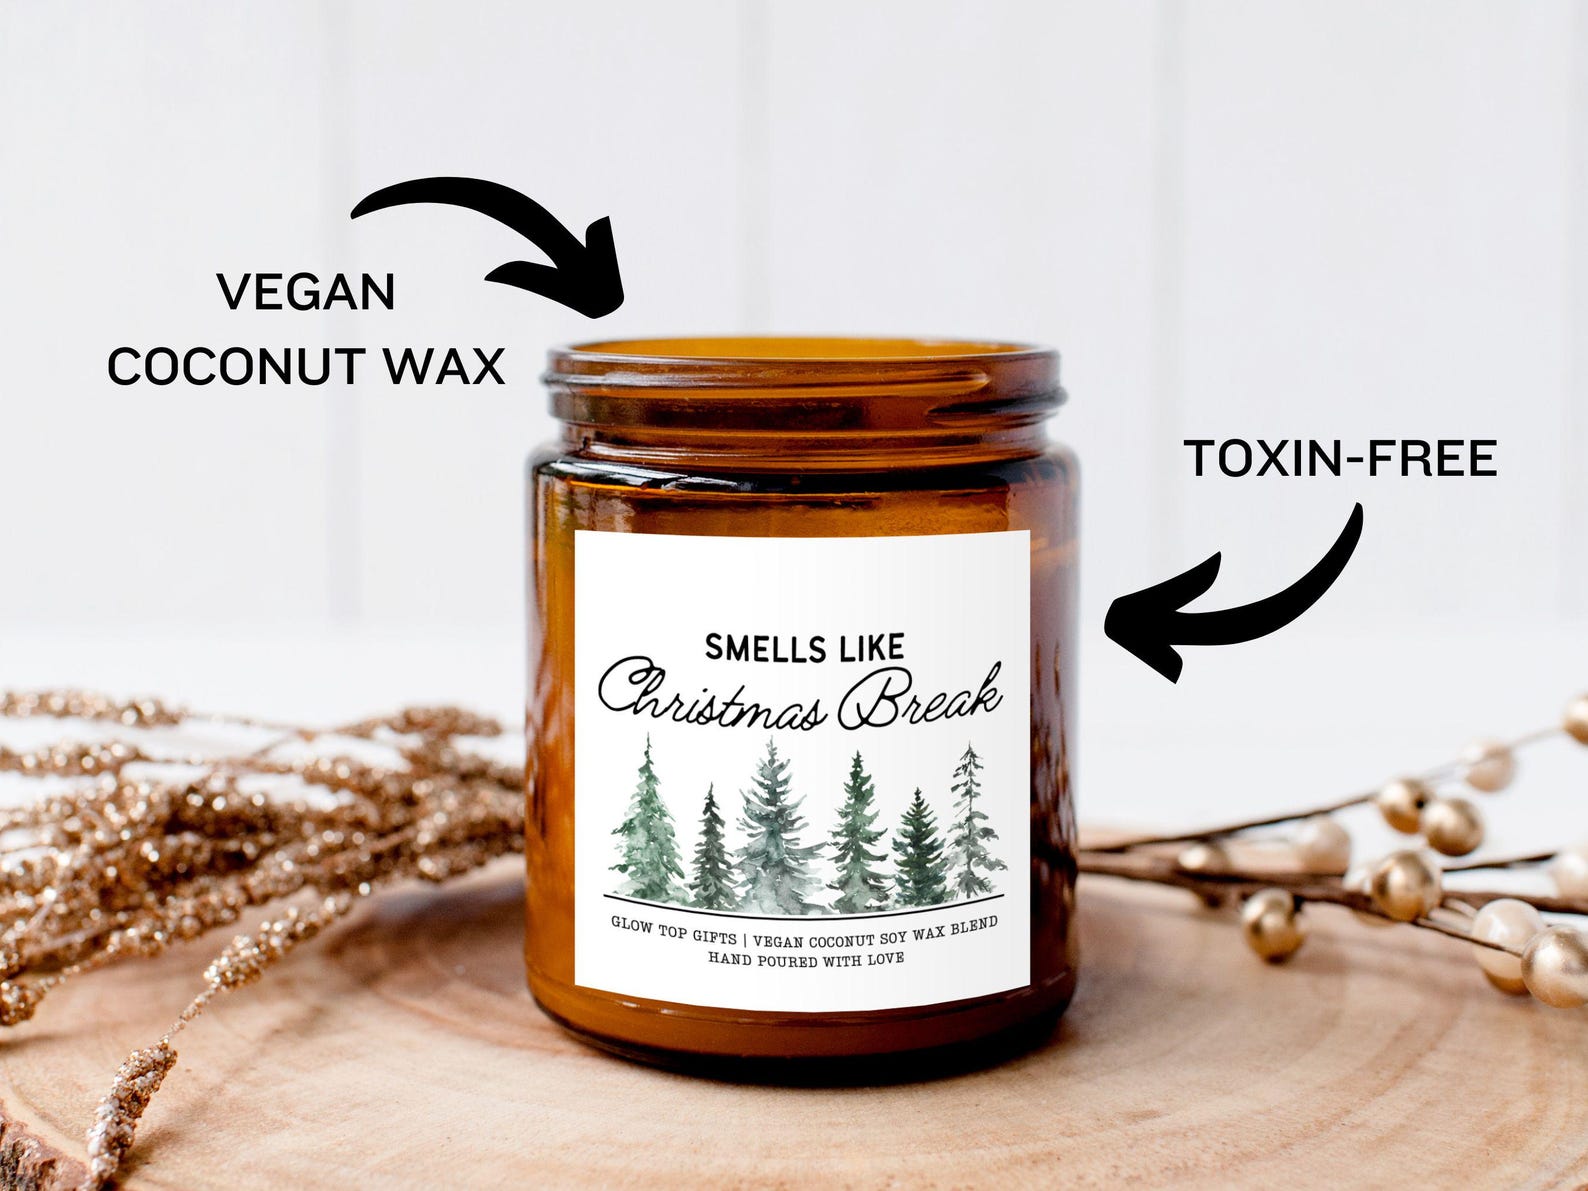 VEGAN
COCONUT WAX
TOXIN-FREE
SMELLS LIKE
Christmas Break
GLOW TOP GIFTS | VEGAN COCONUT SOY WAX BLEND
HAND POURED WITH LOVE